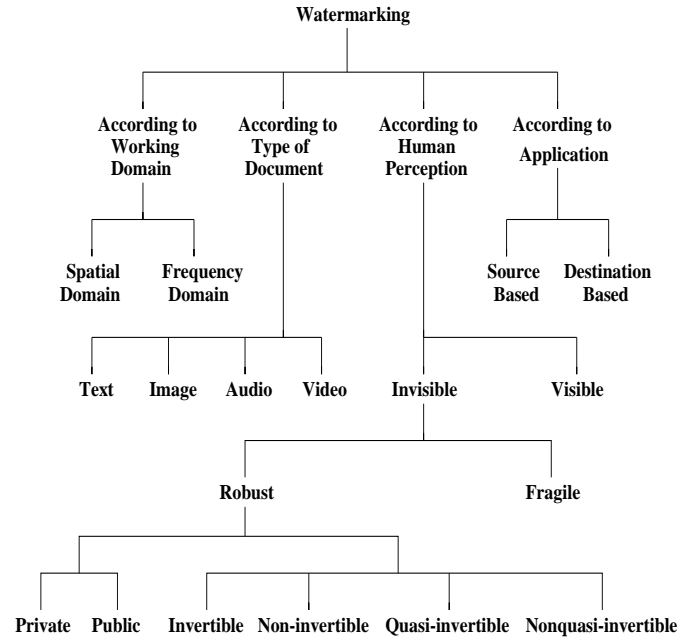 Watermarking
According to
Working
Domain
According to
Type of
Document
According to
Human
Perception
According to
Application
Spatial
Domain
Frequency
Domain
Source
Based
Destination
Based
Text
Image
Audio
Video
Invisible
Visible
Robust
Fragile
Private
Public
Invertible
Non-invertible
Quasi-invertible
Nonquasi-invertible